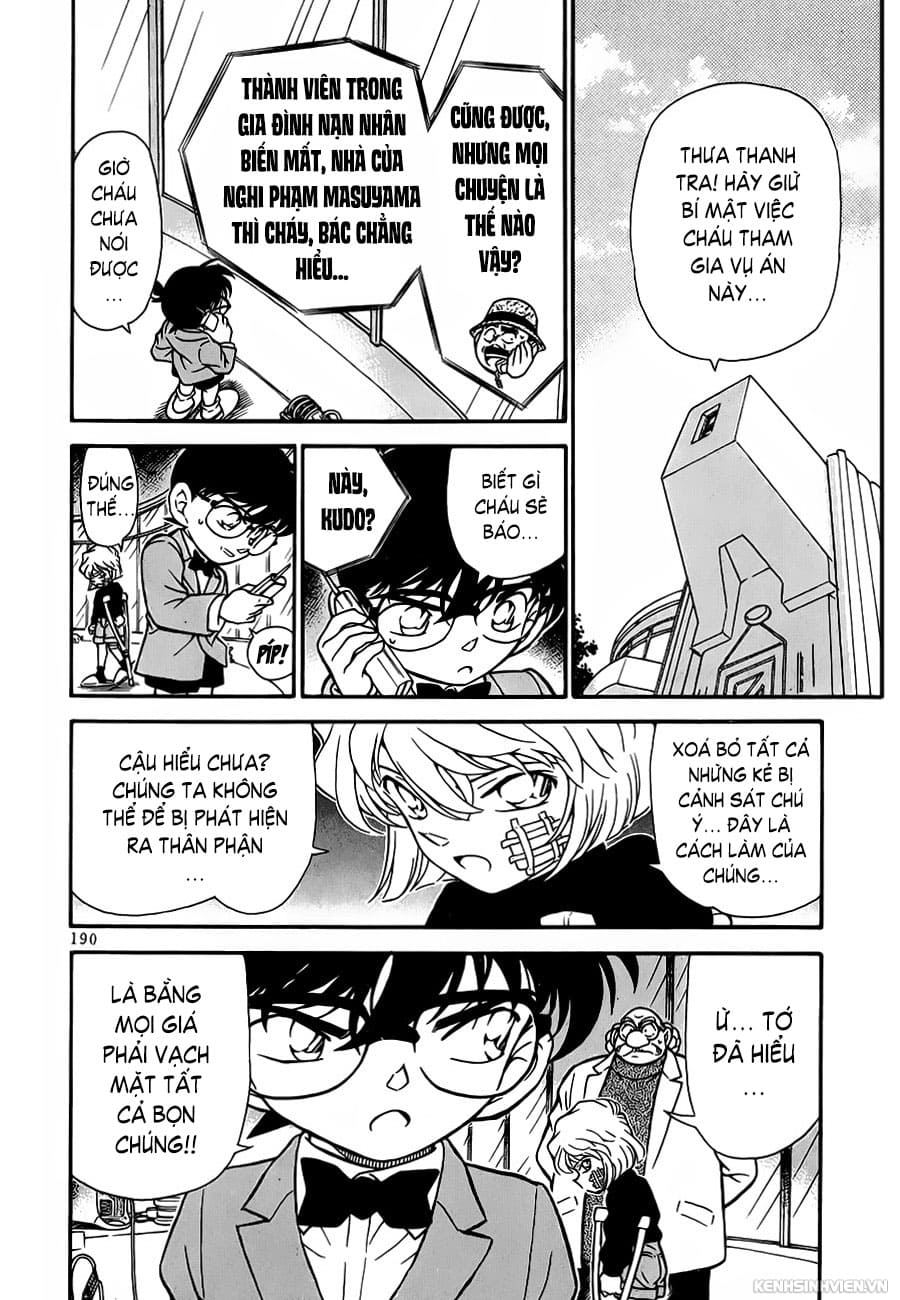 THƯA THANH
TRA! HÃY GIỮ
BÍ MẬT VIỆC
CHÁU THAM
GIA VỤ ÁN
NÀY...
CŨNG ĐƯỢC,
NHƯNG MỌI
CHUYỆN LÀ
THẾ NÀO
VẬY?
THÀNH VIÊN TRONG
GIA ĐÌNH NẠN NHÂN
BIẾN MẤT, NHÀ CỦA
NGHI PHẠM MASUYAMA
THÌ CHÁY, BÁC CHẲNG
HIỂU...
GIỜ
CHÁU
CHƯA
NÓI
ĐƯỢC
...
BIẾT GÌ
CHÁU SẼ
BÁO...
NÀY,
KUDO?
PÍP!
ĐÚNG
THẾ...
XOÁ BỎ TẤT CẢ
NHỮNG KẺ BỊ
CẢNH SÁT CHÚ
Ý... ĐÂY LÀ
CÁCH LÀM CỦA
CHÚNG...
CẬU HIỂU CHƯA?
CHÚNG TA KHÔNG
THỂ ĐỂ BỊ PHÁT HIỆN
RA THÂN PHẬN
...
190
Ừ... TỚ
ĐÃ HIỂU
...
LÀ BẰNG
MỌI GIÁ
PHẢI VẠCH
MẶT TẤT
CẢ BỌN
CHÚNG!!
KENHSINHVIEN.VN